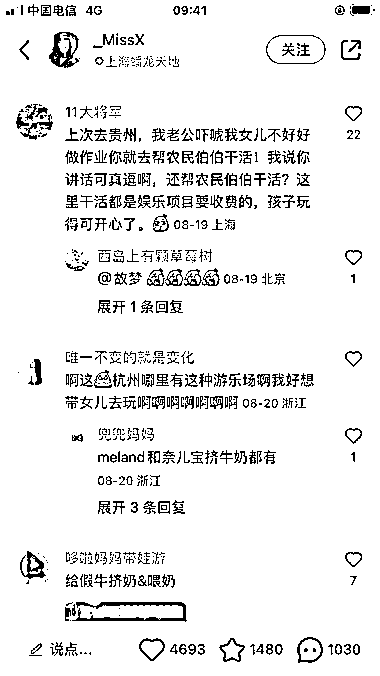 中国电信 4G 09:41
_MissX 关注
上海蟠龙天地
11大将军
上次去贵州，我老公吓唬我女儿不好好 22
做作业你就去帮农民伯伯干活！我说你
讲话可真逗啊，还帮农民伯伯干活？这
里干活都是娱乐项目要收费的，孩子玩
得可开心了。 08-19 上海
西岛上有颗草莓树
@故梦 08-19 北京 1
展开 1 条回复
唯一不变的就是变化
啊这 杭州哪里有这种游乐场啊我好想
带女儿去玩啊啊啊啊啊啊啊 08-20 浙江
兜兜妈妈
meland和奈儿宝挤牛奶都有 1
08-20 浙江
展开 3 条回复
哆啦妈妈带娃游
给假牛挤奶&喂奶 7
说点... 4693 1480 1030